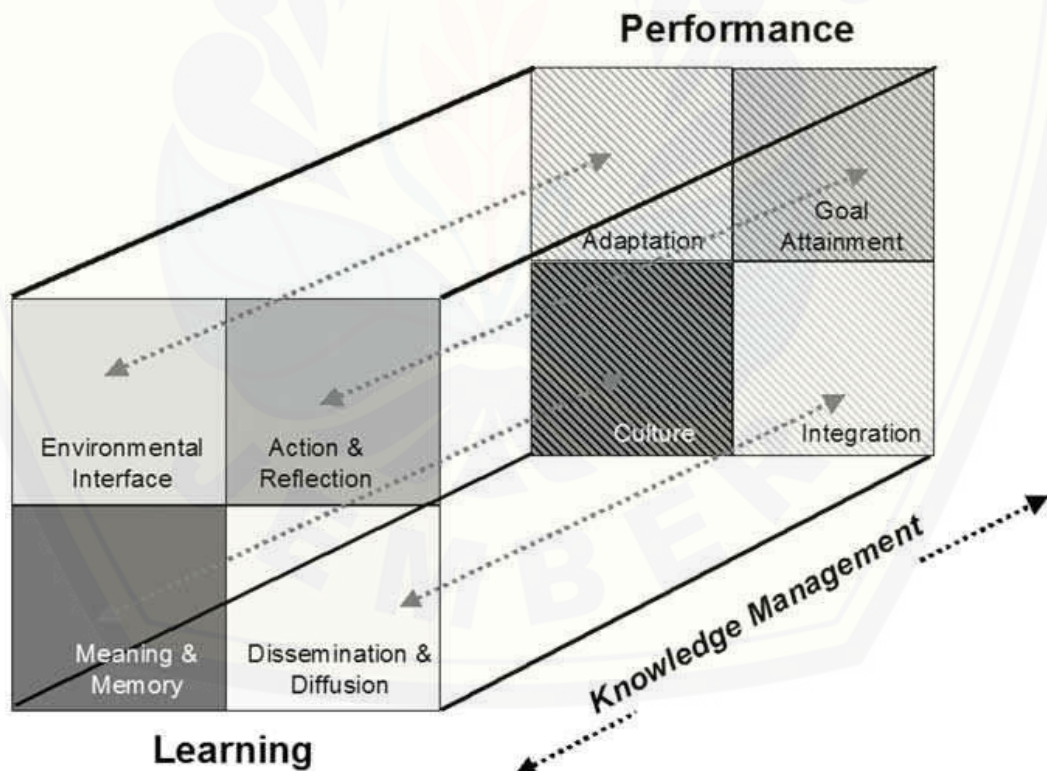 Performance
Adaptation
Goal
Attainment
Culture
Integration
Environmental
Interface
Action &
Reflection
Meaning &
Memory
Dissemination &
Diffusion
Learning
Knowledge Management